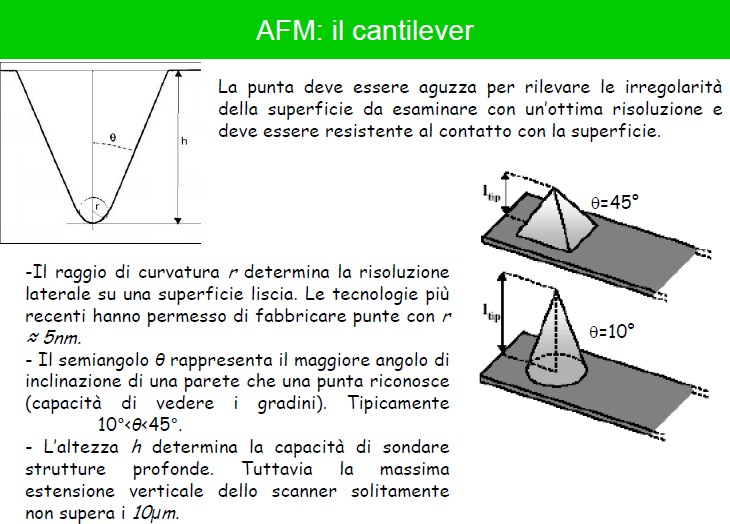 AFM: il cantilever
La punta deve essere aguzza per rilevare le irregolarità
della superficie da esaminare con un'ottima risoluzione e
deve essere resistente al contatto con la superficie.
θ
h
r
l tip
θ=45°
l tip
θ=10°
-Il raggio di curvatura r determina la risoluzione
laterale su una superficie liscia. Le tecnologie più
recenti hanno permesso di fabbricare punte con r
≈ 5nm.
- Il semiangolo θ rappresenta il maggiore angolo di
inclinazione di una parete che una punta riconosce
(capacità di vedere i gradini). Tipicamente
10°<θ<45°.
- L'altezza h determina la capacità di sondare
strutture profonde. Tuttavia la massima
estensione verticale dello scanner solitamente
non supera i 10μm.